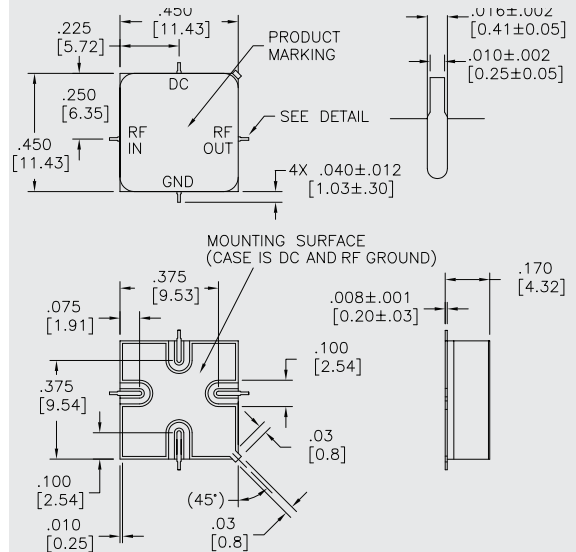 .450
[11.43]
.225
[5.72]
PRODUCT
MARKING
DC
.250
[6.35]
RF
IN
RF
OUT
SEE DETAIL
.450
[11.43]
GND
4X .040±.012
[1.03±.30]
.016±.002
[0.41±0.05]
.010±.002
[0.25±0.05]
MOUNTING SURFACE
(CASE IS DC AND RF GROUND)
.375
[9.53]
.075
[1.91]
.100
[2.54]
.375
[9.54]
.03
[0.8]
.100
[2.54]
(45°)
.010
[0.25]
.03
[0.8]
.170
[4.32]
.008±.001
[0.20±.03]